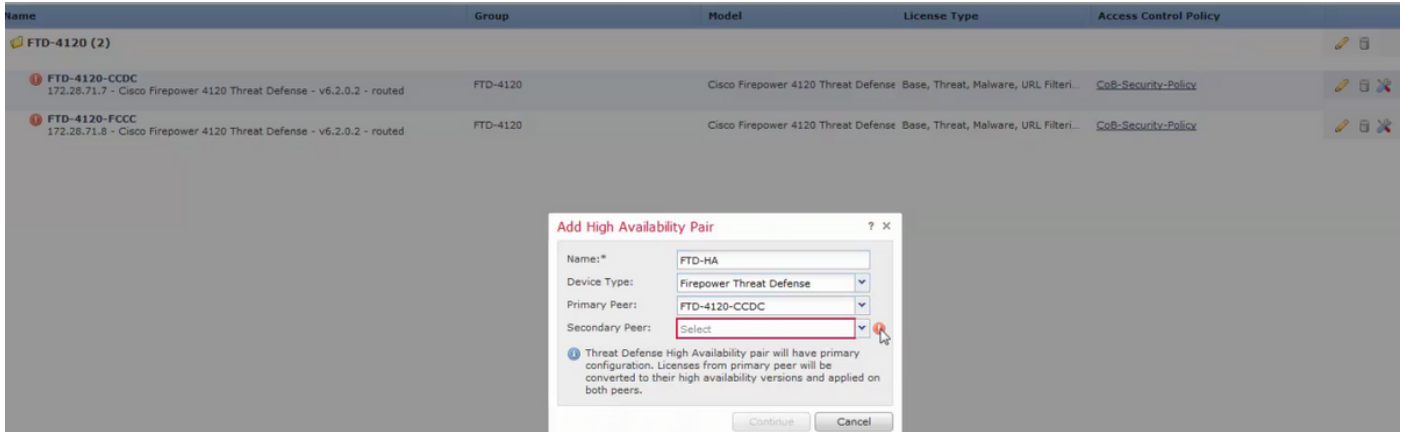 Name Group Model License Type Access Control Policy
FTD-4120 (2)
FTD-4120-CCDC
172.28.71.7 - Cisco Firepower 4120 Threat Defense - v6.2.0.2 - routed
FTD-4120
Cisco Firepower 4120 Threat Defense
Base, Threat, Malware, URL Filteri...
CoB-Security-Policy
FTD-4120-FCCC
172.28.71.8 - Cisco Firepower 4120 Threat Defense - v6.2.0.2 - routed
FTD-4120
Cisco Firepower 4120 Threat Defense
Base, Threat, Malware, URL Filteri...
CoB-Security-Policy
Add High Availability Pair ? ×
Name:* FTD-HA
Device Type: Firepower Threat Defense
Primary Peer: FTD-4120-CCDC
Secondary Peer: Select
Threat Defense High Availability pair will have primary
configuration. Licenses from primary peer will be
converted to their high availability versions and applied on
both peers.
Continue Cancel